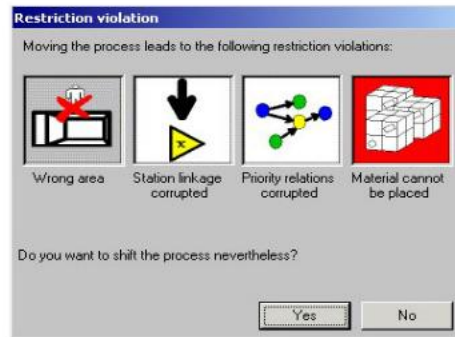 Restriction violation
Moving the process leads to the following restriction violations:
x
Wrong area
Station linkage
corrupted
Priority relations
corrupted
Material cannot
be placed
Do you want to shift the process nevertheless?
Yes
No